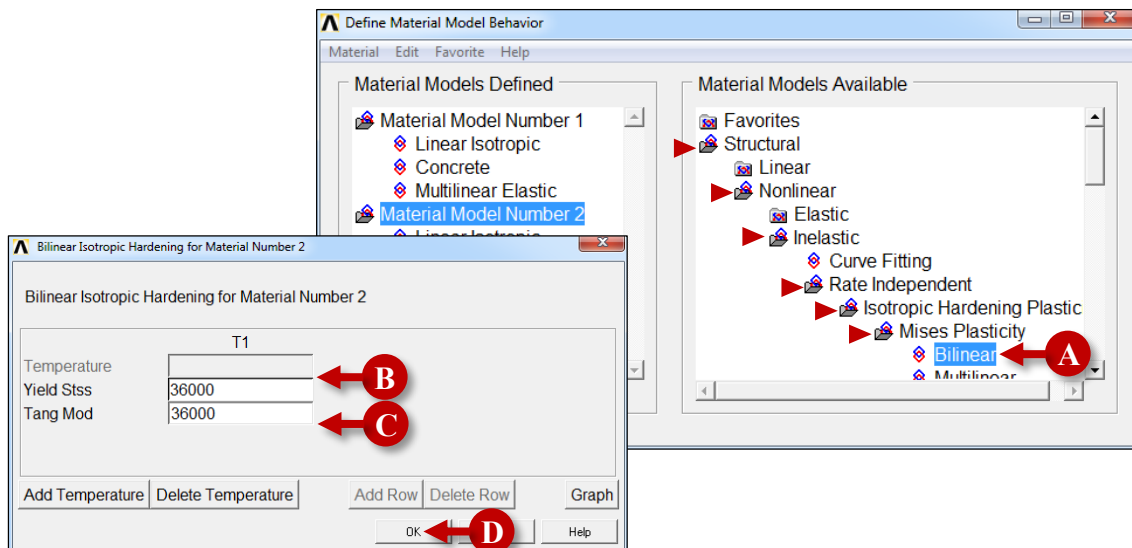 Define Material Model Behavior
Material Edit Favorite Help
Material Models Defined
Material Model Number 1
Linear Isotropic
Concrete
Multilinear Elastic
Material Model Number 2
Linear Isotropic
Material Models Available
Favorites
Structural
Linear
Nonlinear
Elastic
Inelastic
Curve Fitting
Rate Independent
Isotropic Hardening Plastic
Mises Plasticity
Bilinear
A
Multilinear
Bilinear Isotropic Hardening for Material Number 2
Bilinear Isotropic Hardening for Material Number 2
T1
Temperature
B
Yield Stss 36000
Tang Mod 36000
C
Add Temperature Delete Temperature Add Row Delete Row Graph
OK D Help